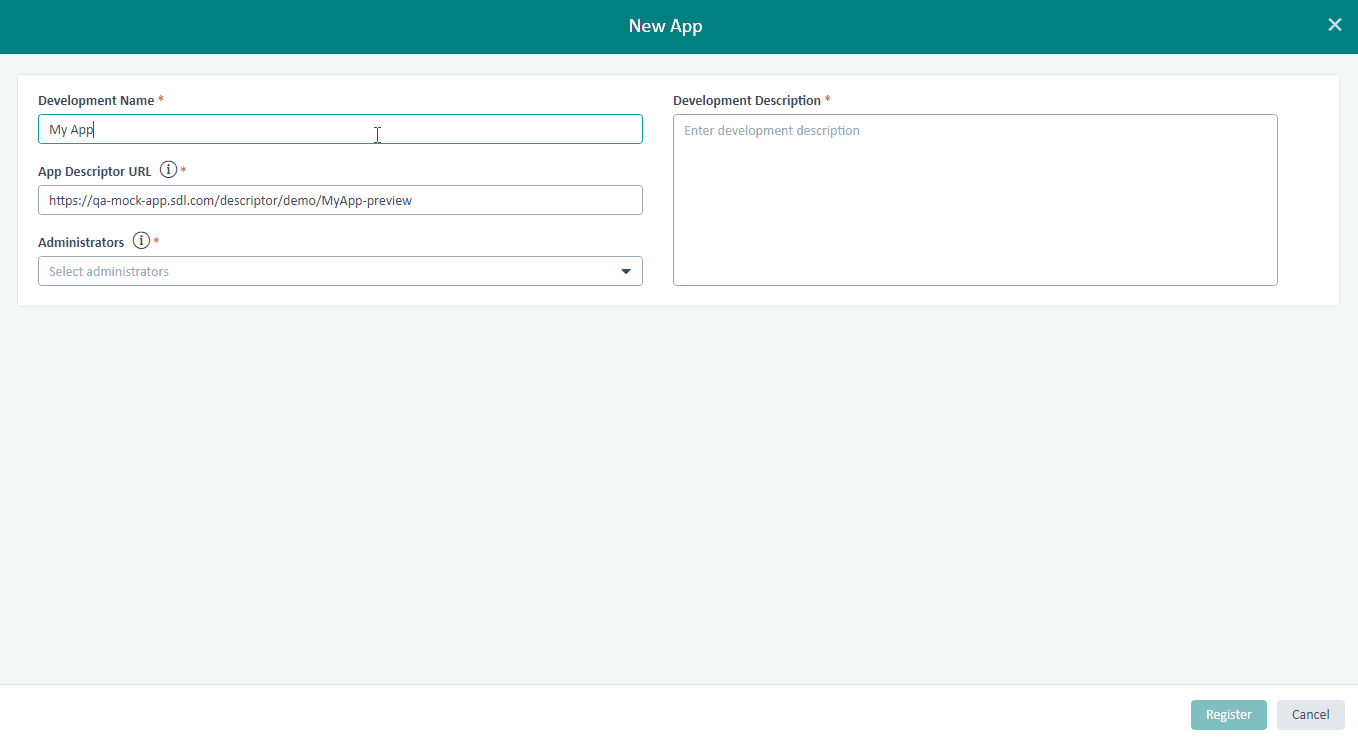 New App
Development Name *
My App
App Descriptor URL *
https://qa-mock-app.sdl.com/descriptor/demo/MyApp-preview
Administrators *
Select administrators
Development Description *
Enter development description
Register
Cancel